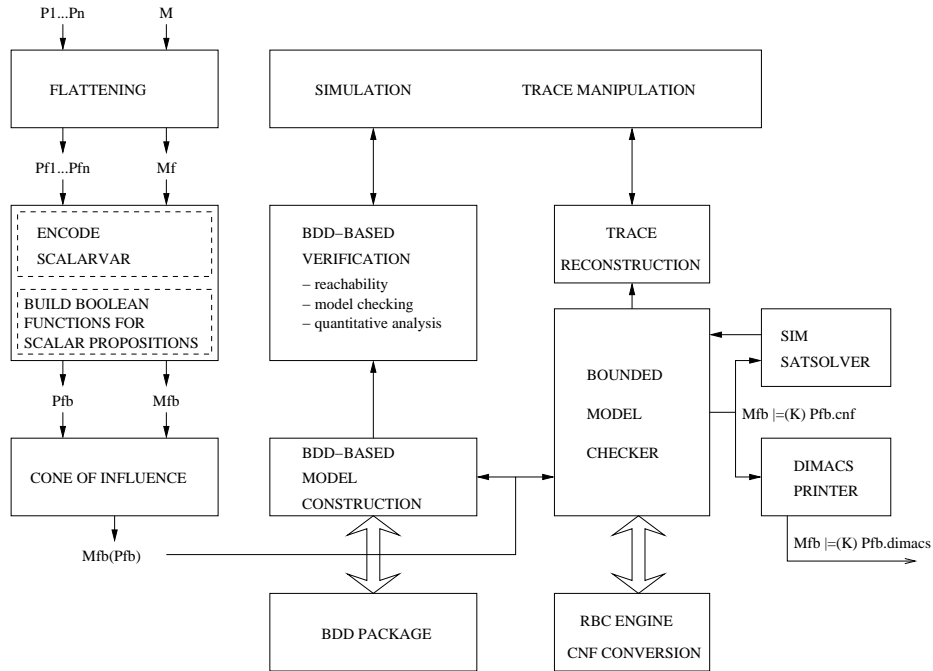 P1...Pn
M
FLATTENING
Pf1...Pfn
Mf
ENCODE
SCALARVAR
BUILD BOOLEAN
FUNCTIONS FOR
SCALAR PROPOSITIONS
Pfb
Mfb
CONE OF INFLUENCE
Mfb(Pfb)
SIMULATION
TRACE MANIPULATION
BDD−BASED
VERIFICATION
− reachability
− model checking
− quantitative analysis
BDD−BASED
MODEL
CONSTRUCTION
BDD PACKAGE
TRACE
RECONSTRUCTION
BOUNDED
MODEL
CHECKER
RBC ENGINE
CNF CONVERSION
SIM
SATSOLVER
Mfb |=(K) Pfb.cnf
DIMACS
PRINTER
Mfb |=(K) Pfb.dimacs